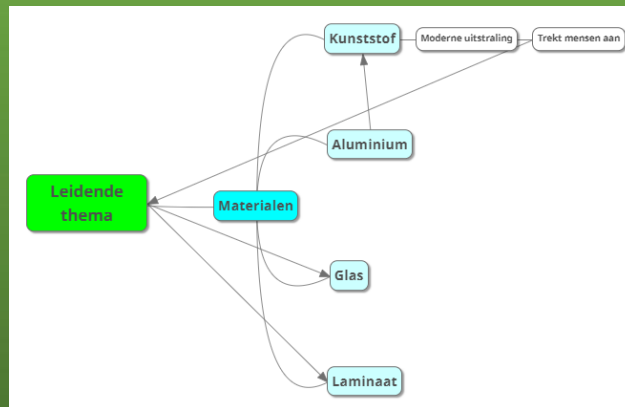 Kunststof
Moderne uitstraling
Trekt mensen aan
Aluminium
Leidende
thema
Materialen
Glas
Laminaat